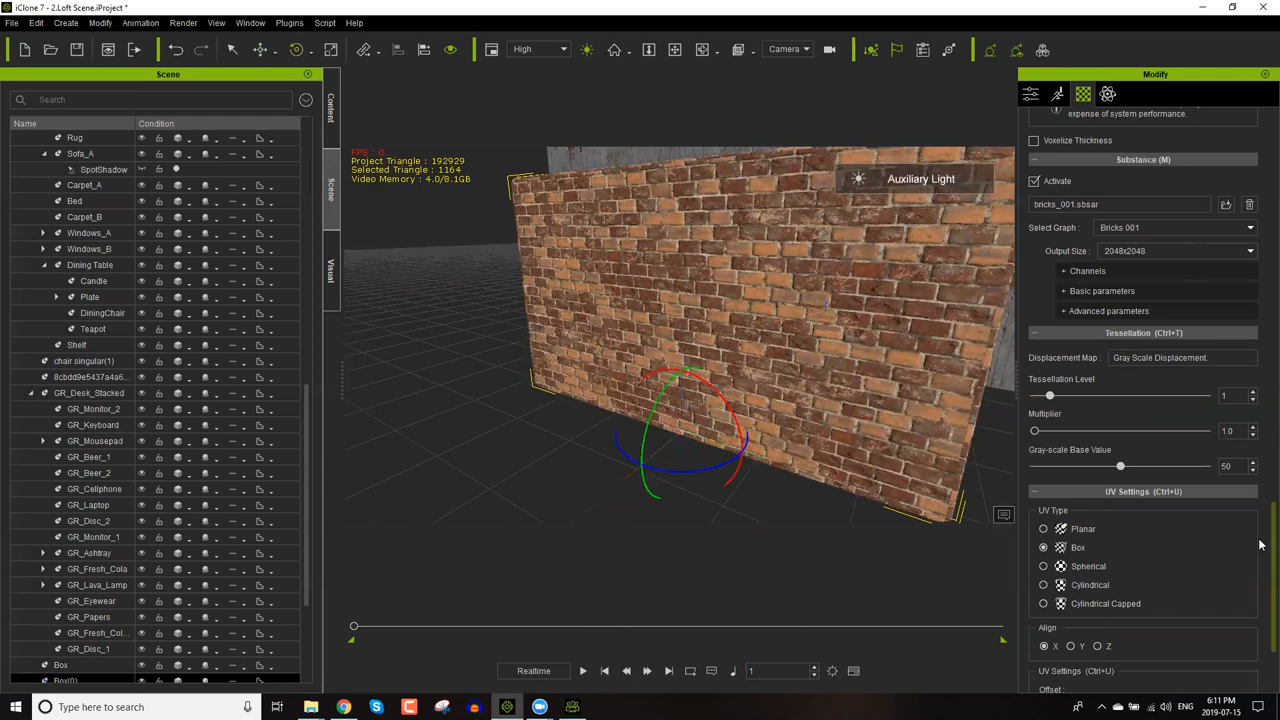 iClone 7 - 2.Loft Scene.iProject *
File Edit Create Modify Animation Render View Window Plugins Script Help
High
Camera
Scene
Search
Name Condition
Rug
Sofa_A
SpotShadow
Carpet_A
Bed
Carpet_B
Windows_A
Windows_B
Dining Table
Candle
Plate
DiningChair
Teapot
Shelf
chair singular(1)
8cbdd9e5437a4a6...
GR_Desk_Stacked
GR_Monitor_2
GR_Keyboard
GR_Mousepad
GR_Beer_1
GR_Beer_2
GR_Cellphone
GR_Laptop
GR_Disc_2
GR_Monitor_1
GR_Ashtray
GR_Fresh_Cola
GR_Lava_Lamp
GR_Eyewear
GR_Papers
GR_Fresh_Col...
GR_Disc_1
Box
Box(0)
Content
Scene
Visual
FPS : 0
Project Triangle : 192929
Selected Triangle : 1164
Video Memory : 4.0/8.1GB
Auxiliary Light
Realtime
1
Modify
expense of system performance.
Voxelize Thickness
Substance (M)
Activate
bricks_001.sbsar
Select Graph : Bricks 001
Output Size : 2048x2048
+ Channels
+ Basic parameters
+ Advanced parameters
Tessellation (Ctrl+T)
Displacement Map : Gray Scale Displacement.
Tessellation Level
1
Multiplier
1.0
Gray-scale Base Value
50
UV Settings (Ctrl+U)
UV Type
Planar
Box
Spherical
Cylindrical
Cylindrical Capped
Align
X Y Z
UV Settings (Ctrl+U)
Offset :
Type here to search
ENG
6:11 PM
2019-07-15